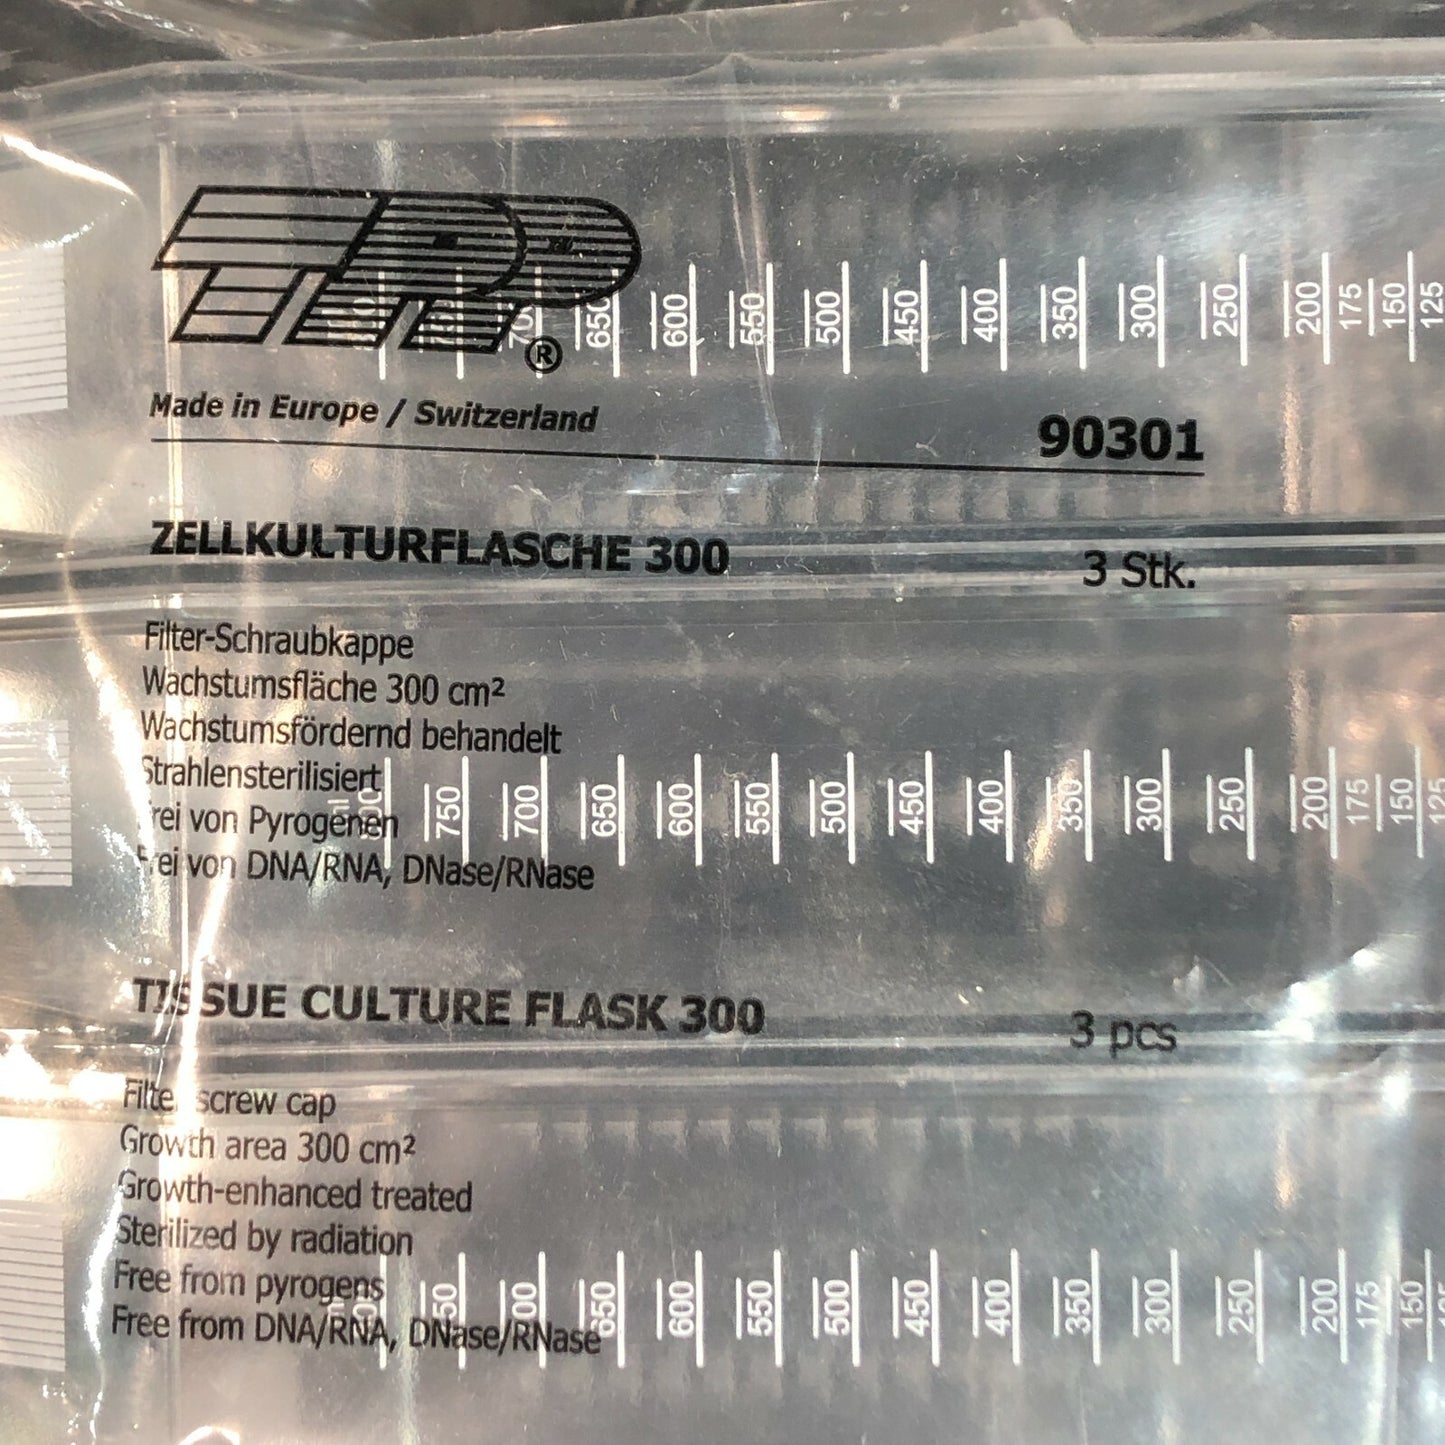 TPP®
650 600 550 500 450 400 350 300 250 200 175 150 125
Made in Europe / Switzerland
90301
ZELLKULTURFLASCHE 300
3 Stk.
Filter-Schraubkappe
Wachstumsfläche 300 cm²
Wachstumsfördernd behandelt
Strahlensterilisiert
Frei von Pyrogenen
Frei von DNA/RNA, DNase/RNase
ml 800 750 700 650 600 550 500 450 400 350 300 250 200 175 150 125
TISSUE CULTURE FLASK 300
3 pcs
Filter screw cap
Growth area 300 cm²
Growth-enhanced treated
Sterilized by radiation
Free from pyrogens
Free from DNA/RNA, DNase/RNase
650 600 550 500 450 400 350 300 250 200 175 150